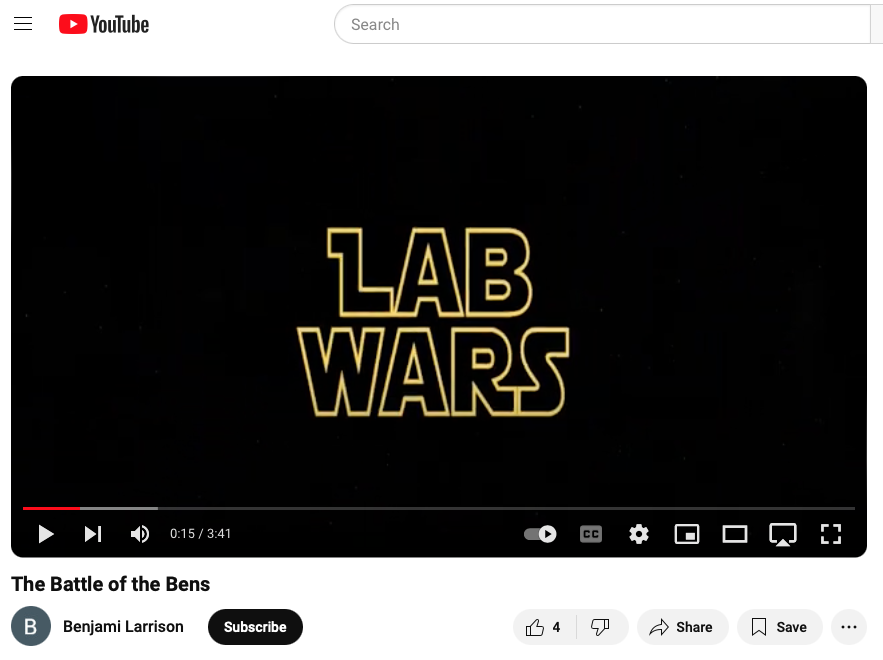 YouTube
Search
LAB
WARS
0:15 / 3:41
CC
The Battle of the Bens
B
Benjami Larrison
Subscribe
4
Share
Save